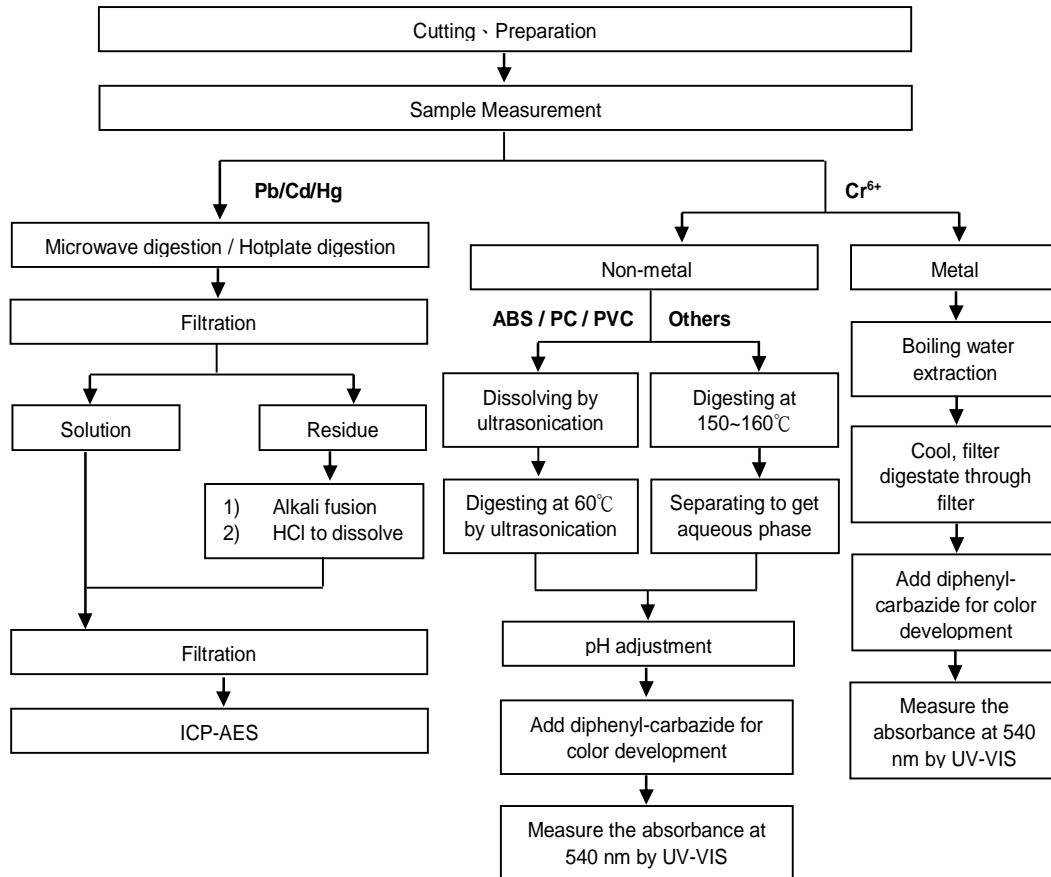 Cutting、Preparation
Sample Measurement
Pb/Cd/Hg
Microwave digestion / Hotplate digestion
Filtration
Solution
Residue
1) Alkali fusion
2) HCl to dissolve
Filtration
ICP-AES
Cr⁶⁺
Non-metal
ABS / PC / PVC
Others
Dissolving by
ultrasonication
Digesting at 60℃
by ultrasonication
Digesting at
150~160℃
Separating to get
aqueous phase
pH adjustment
Add diphenyl-carbazide for
color development
Measure the absorbance at
540 nm by UV-VIS
Metal
Boiling water
extraction
Cool, filter
digestate through
filter
Add diphenyl-
carbazide for color
development
Measure the
absorbance at 540
nm by UV-VIS